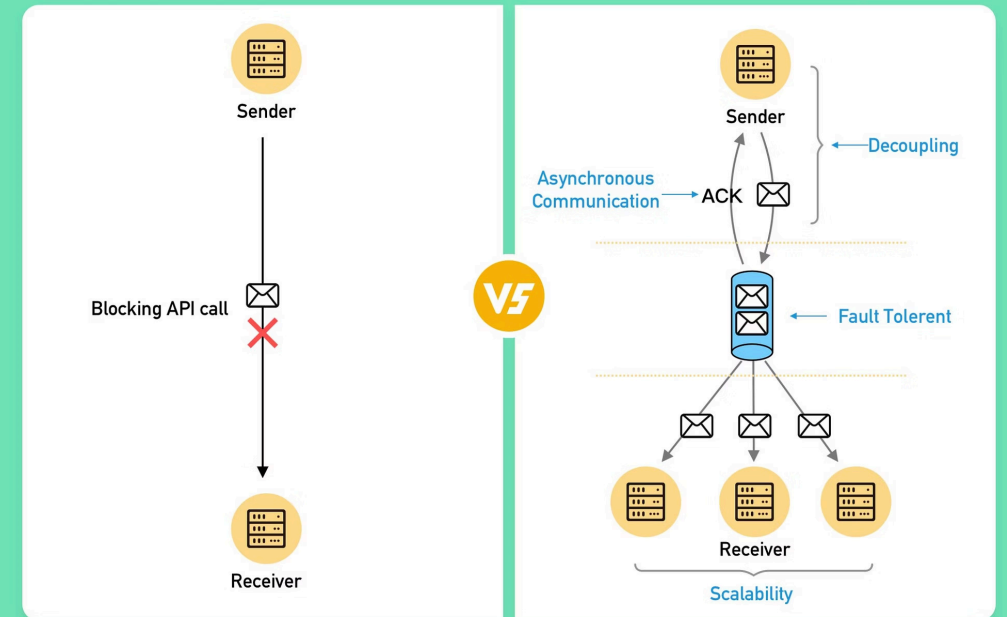 Sender
Blocking API call
Receiver
VS
Sender
Decoupling
Asynchronous
Communication
ACK
Fault Tolerent
Receiver
Scalability